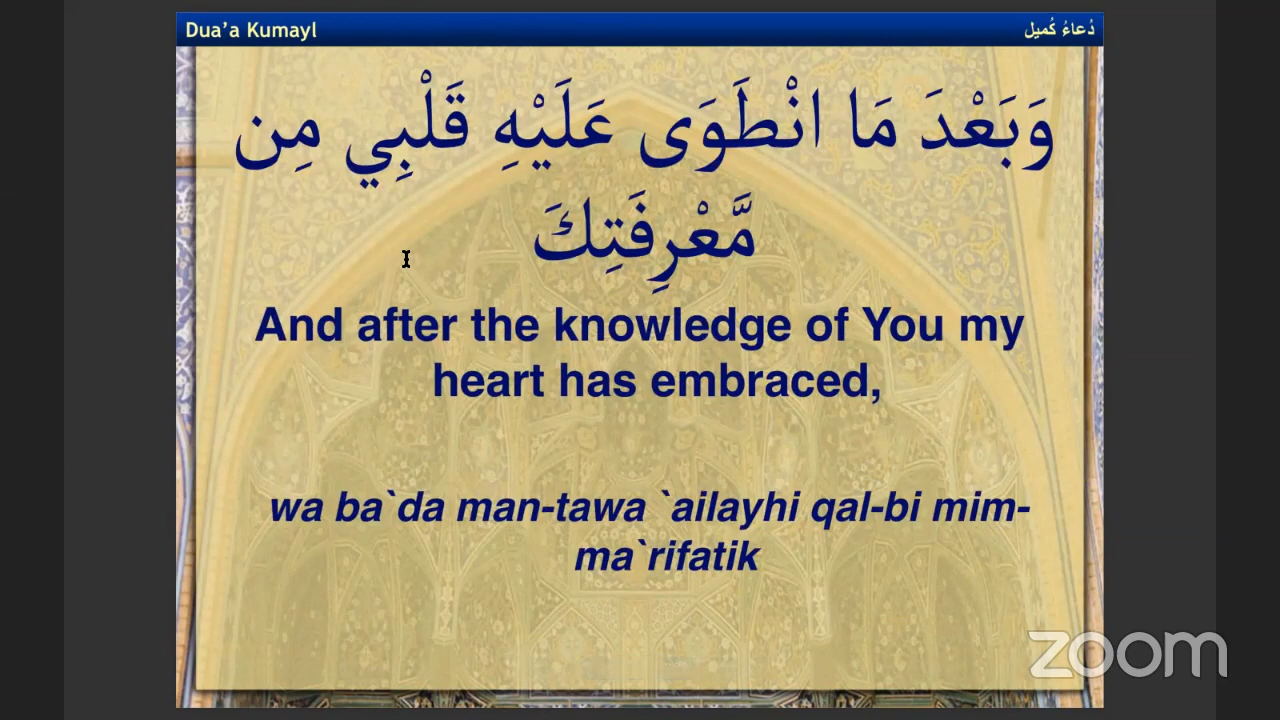 Dua'a Kumayl
دُعاءُ كُميل
وَبَعْدَ مَا انْطَوَى عَلَيْهِ قَلْبِي مِن
مَّعْرِفَتِكَ
And after the knowledge of You my
heart has embraced,
wa ba`da man-tawa `ailayhi qal-bi mim-
ma`rifatik
zoom